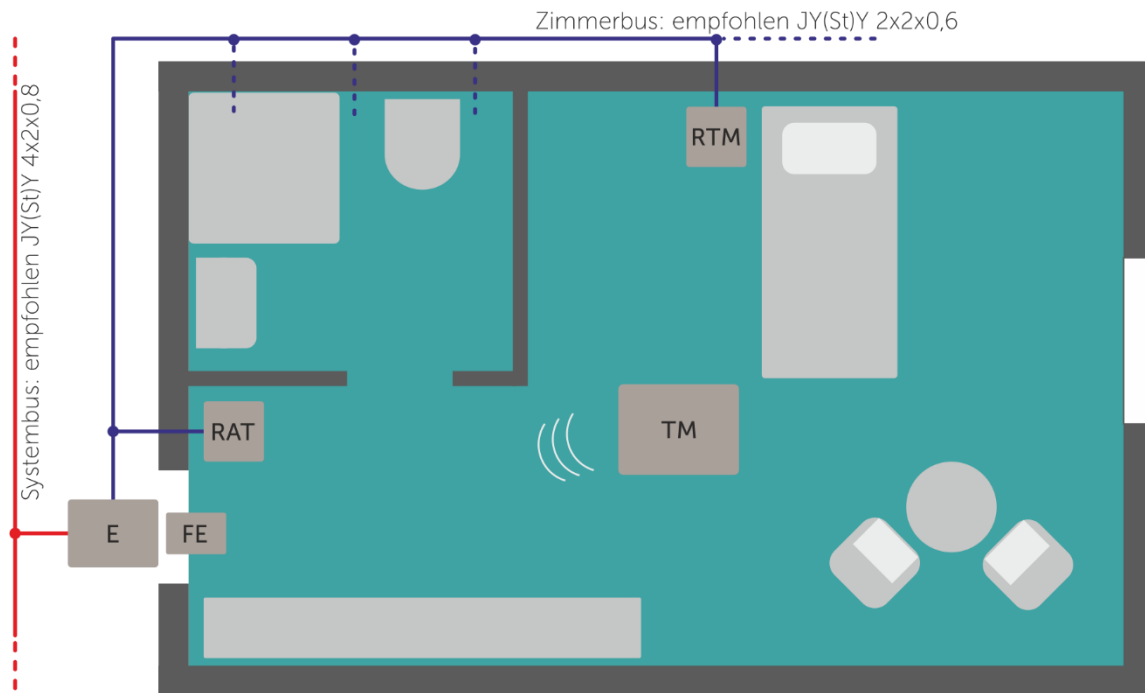 Zimmerbus: empfohlen JY(St)Y 2x2x0,6
Systembus: empfohlen JY(St)Y 4x2x0,8
RTM
RAT
TM
E
FE